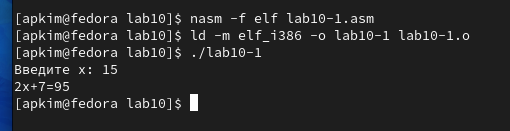 [apkim@fedora lab10]$ nasm -f elf lab10-1.asm
[apkim@fedora lab10]$ ld -m elf_i386 -o lab10-1 lab10-1.o
[apkim@fedora lab10]$ ./lab10-1
Введите x: 15
2x+7=95
[apkim@fedora lab10]$